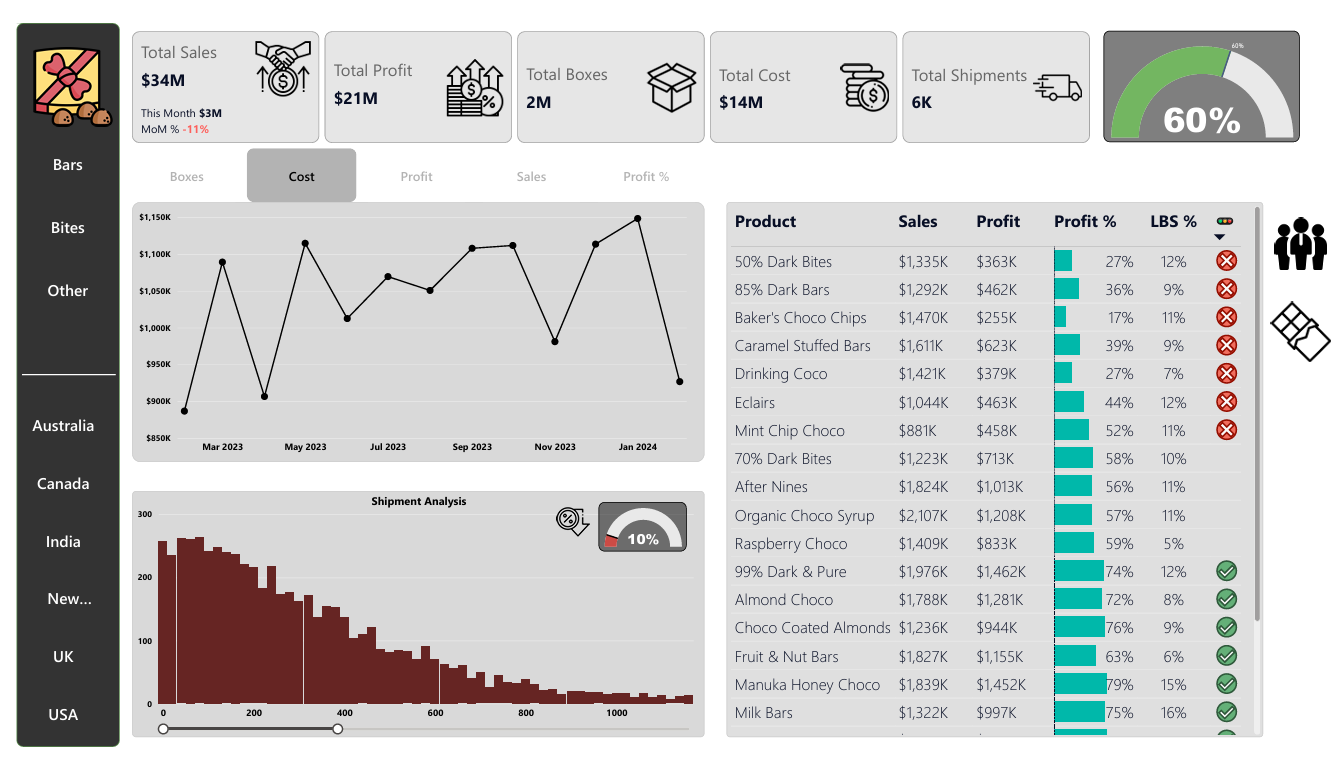 Bars
Bites
Other
Australia
Canada
India
New...
UK
USA
Total Sales
$34M
This Month $3M
MoM % -11%
Total Profit
$21M
Total Boxes
2M
Total Cost
$14M
Total Shipments
6K
60%
60%
Boxes Cost Profit Sales Profit %
$1,150K
$1,100K
$1,050K
$1,000K
$950K
$900K
$850K
Mar 2023 May 2023 Jul 2023 Sep 2023 Nov 2023 Jan 2024
Shipment Analysis
10%
300
200
100
0
0 200 400 600 800 1000
Product Sales Profit Profit % LBS %
50% Dark Bites $1,335K $363K 27% 12%
85% Dark Bars $1,292K $462K 36% 9%
Baker's Choco Chips $1,470K $255K 17% 11%
Caramel Stuffed Bars $1,611K $623K 39% 9%
Drinking Coco $1,421K $379K 27% 7%
Eclairs $1,044K $463K 44% 12%
Mint Chip Choco $881K $458K 52% 11%
70% Dark Bites $1,223K $713K 58% 10%
After Nines $1,824K $1,013K 56% 11%
Organic Choco Syrup $2,107K $1,208K 57% 11%
Raspberry Choco $1,409K $833K 59% 5%
99% Dark & Pure $1,976K $1,462K 74% 12%
Almond Choco $1,788K $1,281K 72% 8%
Choco Coated Almonds $1,236K $944K 76% 9%
Fruit & Nut Bars $1,827K $1,155K 63% 6%
Manuka Honey Choco $1,839K $1,452K 79% 15%
Milk Bars $1,322K $997K 75% 16%